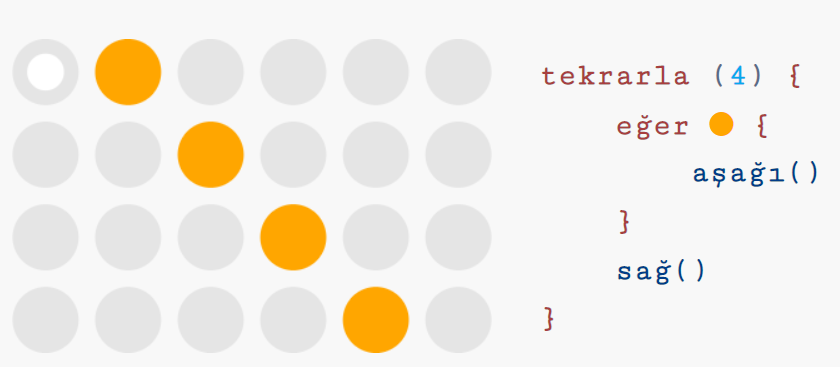 tekrarla (4) {
eğer {
aşağı()
}
sağ()
}